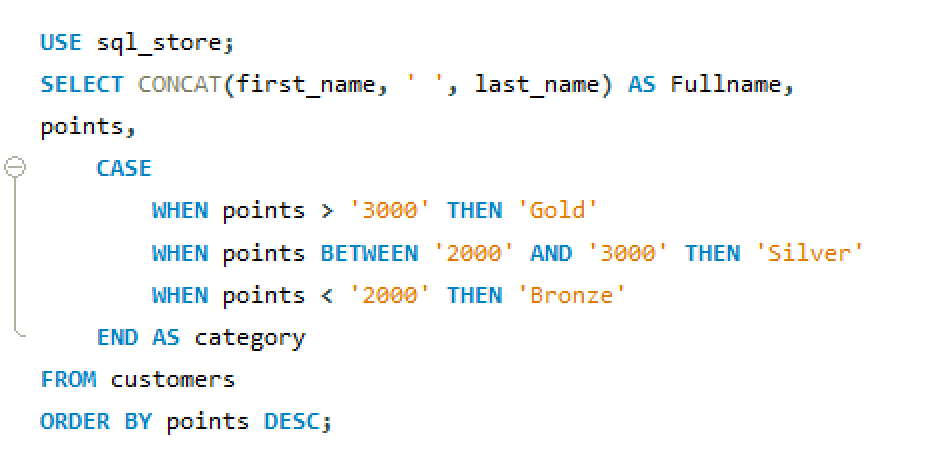 USE sql_store;
SELECT CONCAT(first_name, ' ', last_name) AS Fullname,
points,
CASE
WHEN points > '3000' THEN 'Gold'
WHEN points BETWEEN '2000' AND '3000' THEN 'Silver'
WHEN points < '2000' THEN 'Bronze'
END AS category
FROM customers
ORDER BY points DESC;